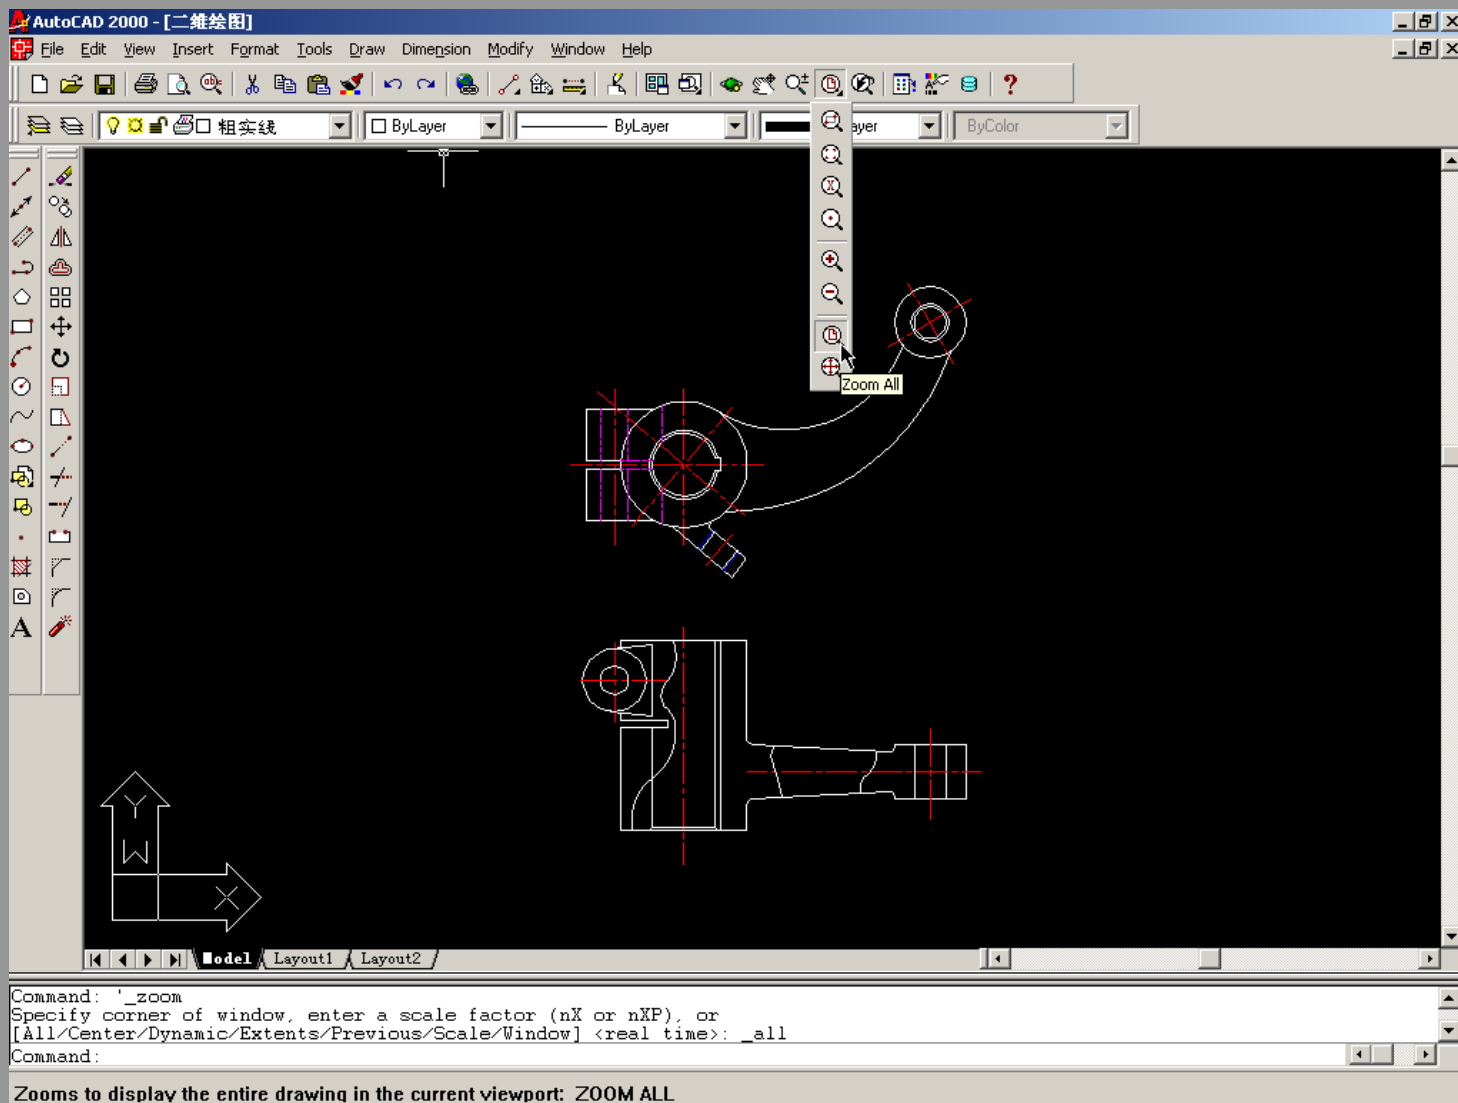 AutoCAD 2000 - [二维绘图]
File Edit View Insert Format Tools Draw Dimension Modify Window Help
粗实线 ByLayer ByLayer ayer ByColor
Zoom All
A
Y
W
X
Model Layout1 Layout2
Command: '_zoom
Specify corner of window, enter a scale factor (nX or nXP), or
[All/Center/Dynamic/Extents/Previous/Scale/Window] <real time>: _all
Command:
Zooms to display the entire drawing in the current viewport: ZOOM ALL